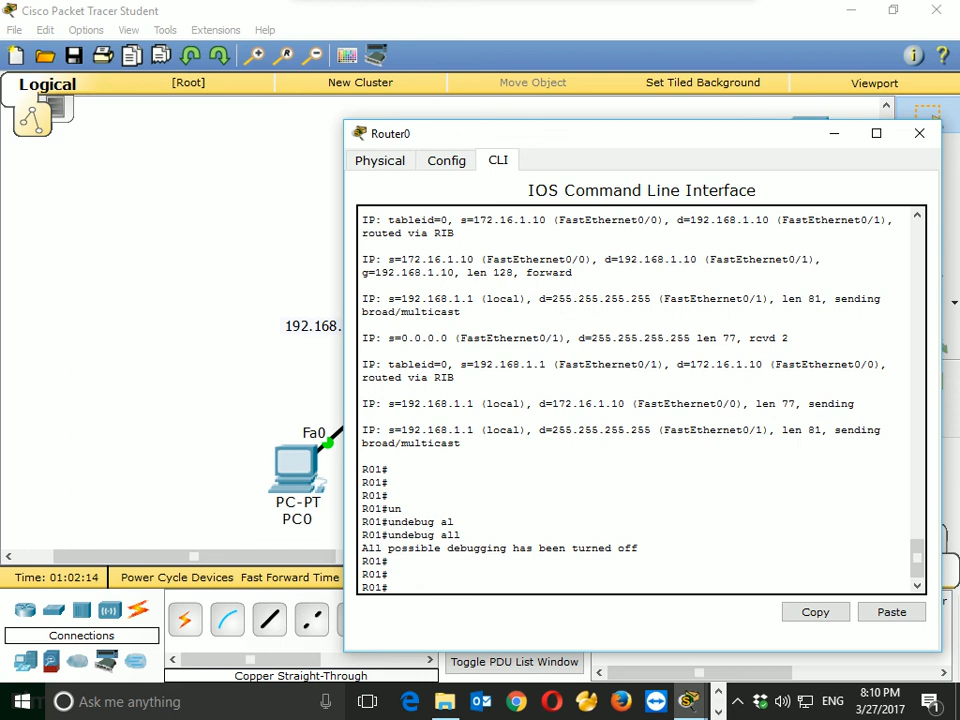 Cisco Packet Tracer Student
File Edit Options View Tools Extensions Help
Logical [Root] New Cluster Move Object Set Tiled Background Viewport
Router0
Physical Config CLI
IOS Command Line Interface
IP: tableid=0, s=172.16.1.10 (FastEthernet0/0), d=192.168.1.10 (FastEthernet0/1),
routed via RIB
IP: s=172.16.1.10 (FastEthernet0/0), d=192.168.1.10 (FastEthernet0/1),
g=192.168.1.10, len 128, forward
IP: s=192.168.1.1 (local), d=255.255.255.255 (FastEthernet0/1), len 81, sending
broad/multicast
IP: s=0.0.0.0 (FastEthernet0/1), d=255.255.255.255 len 77, rcvd 2
IP: tableid=0, s=192.168.1.1 (FastEthernet0/1), d=172.16.1.10 (FastEthernet0/0),
routed via RIB
IP: s=192.168.1.1 (local), d=172.16.1.10 (FastEthernet0/0), len 77, sending
IP: s=192.168.1.1 (local), d=255.255.255.255 (FastEthernet0/1), len 81, sending
broad/multicast
R01#
R01#
R01#
R01#un
R01#undebug al
R01#undebug all
All possible debugging has been turned off
R01#
R01#
R01#
Copy Paste
192.168.
Fa0
PC-PT
PC0
Time: 01:02:14 Power Cycle Devices Fast Forward Time
Connections
Copper Straight-Through
Toggle PDU List Window
Ask me anything
ENG
8:10 PM
3/27/2017
1